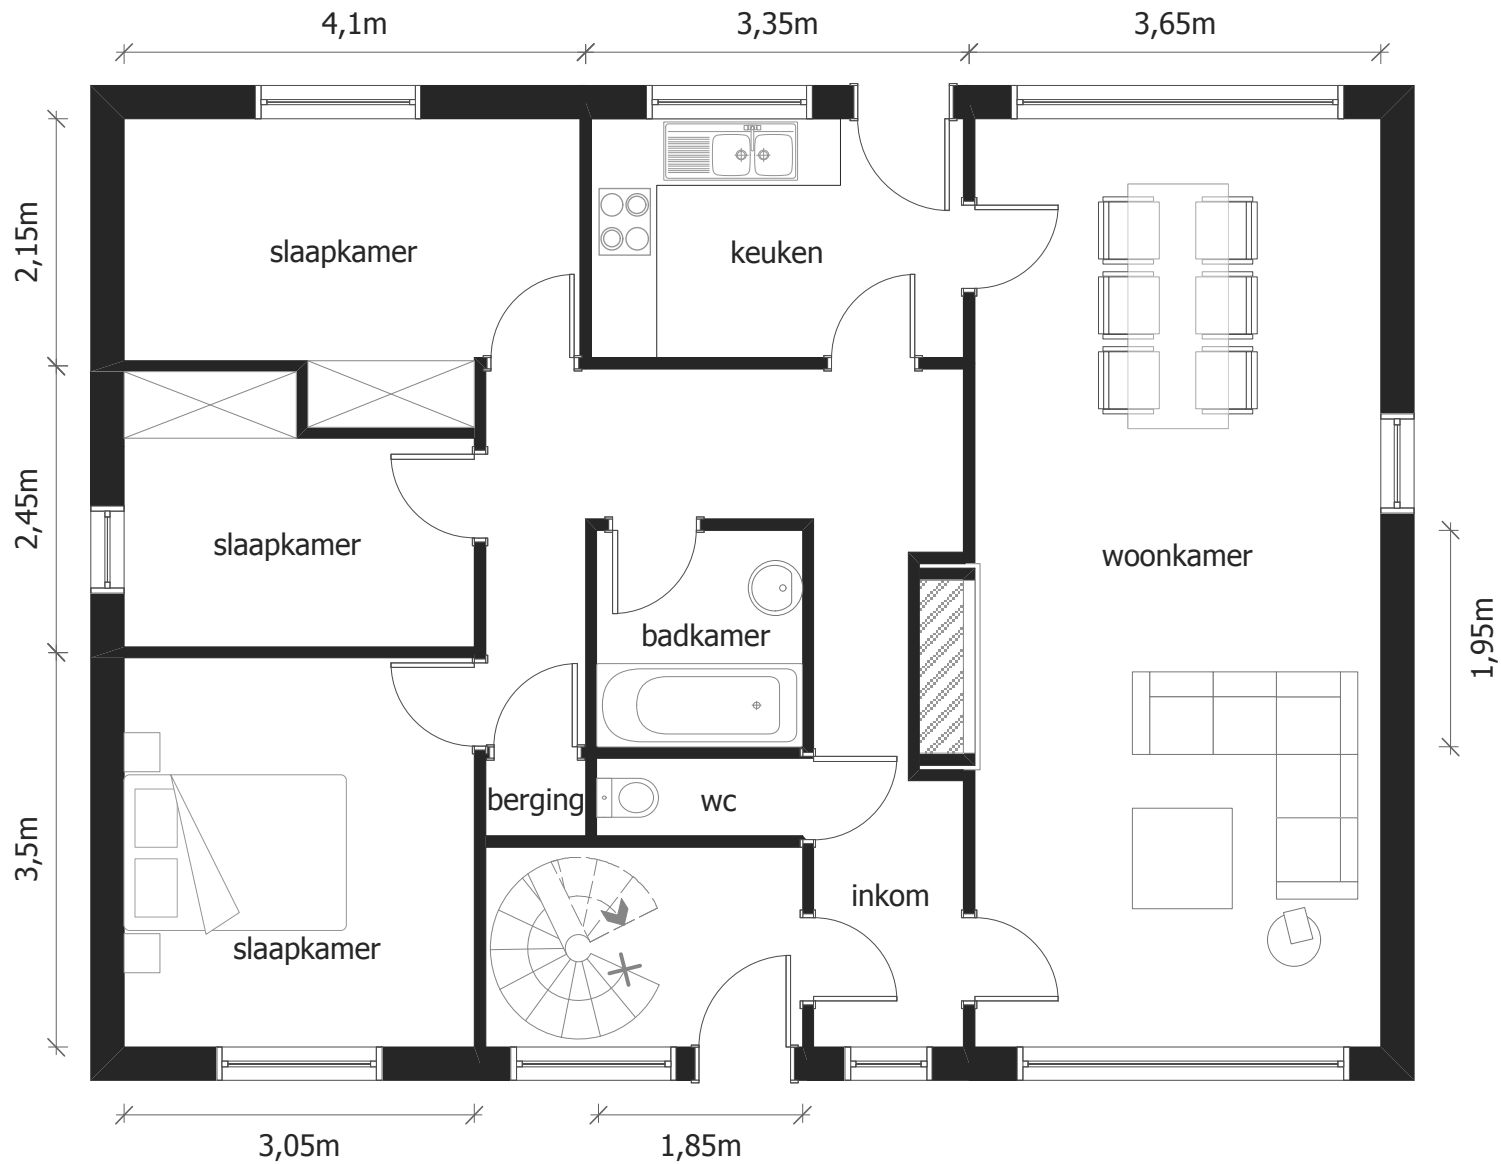 4,1m
3,35m
3,65m
2,15m
slaapkamer
keuken
2,45m
slaapkamer
woonkamer
badkamer
1,95m
berging
wc
3,5m
inkom
slaapkamer
3,05m
1,85m